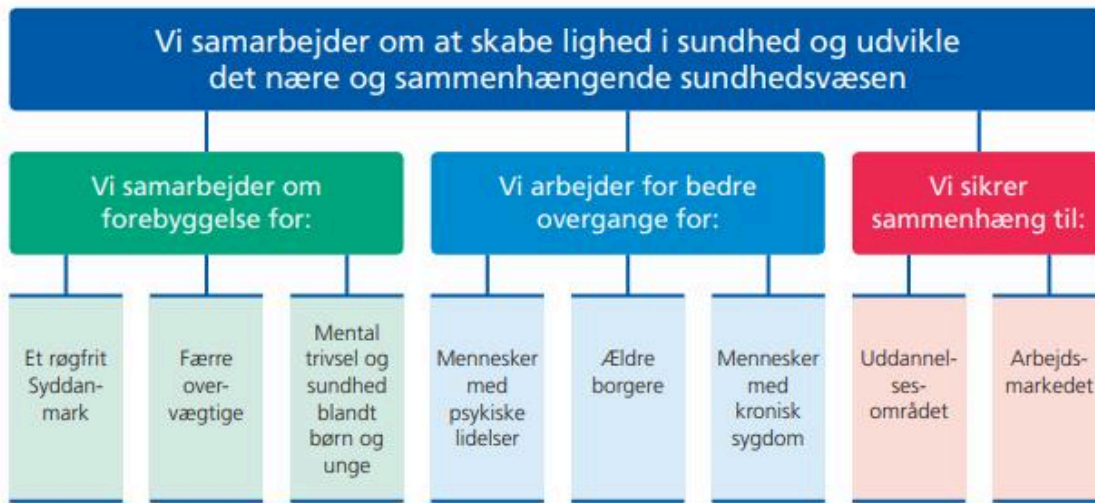 Vi samarbejder om at skabe lighed i sundhed og udvikle
det nære og sammenhængende sundhedsvæsen
Vi samarbejder om
forebyggelse for:
Vi arbejder for bedre
overgange for:
Vi sikrer
sammenhæng til:
Et røgfrit
Syddan-
mark
Færre
over-
vægtige
Mental
trivsel og
sundhed
blandt
børn og
unge
Mennesker
med
psykiske
lidelser
Ældre
borgere
Mennesker
med
kronisk
sygdom
Uddannel-
ses-
området
Arbejds-
markedet